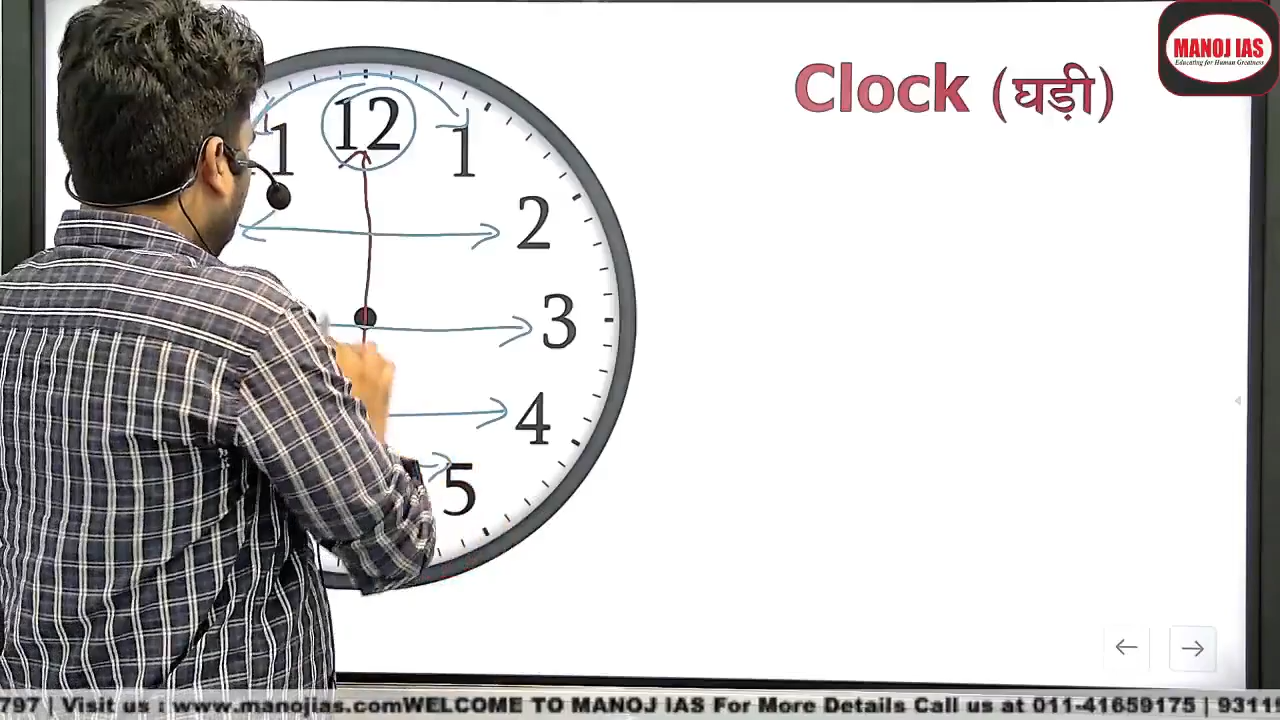 MANOJ IAS
Educating for Human Greatness
Clock (घड़ी)
12
1
1
2
3
4
5
797 | Visit us : www.manojias.comWELCOME TO MANOJ IAS For More Details Call us at 011-41659175 | 9311